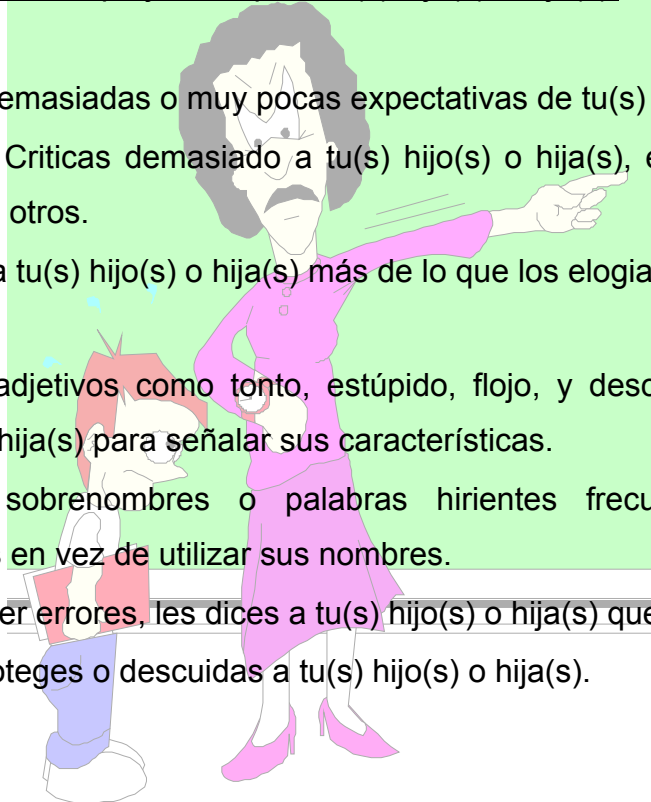 emasiadas o muy pocas expectativas de tu(s)
Criticas demasiado a tu(s) hijo(s) o hija(s), e
otros.
a tu(s) hijo(s) o hija(s) más de lo que los elogia
adjetivos como tonto, estúpido, flojo, y desc
hija(s) para señalar sus características.
sobrenombres o palabras hirientes frecu
en vez de utilizar sus nombres.
er errores, les dices a tu(s) hijo(s) o hija(s) que
oteges o descuidas a tu(s) hijo(s) o hija(s).